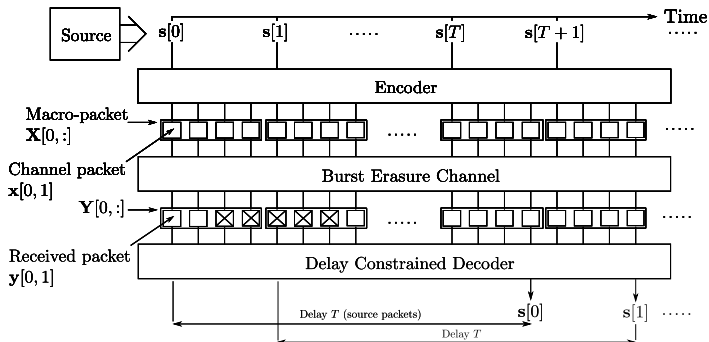 Time
Source
s[0] s[1] ..... s[T] s[T + 1] .....
Encoder
Macro-packet
X[0, :]
.....
.....
Channel packet
x[0, 1]
Burst Erasure Channel
Y[0, :]
.....
.....
Received packet
y[0, 1]
Delay Constrained Decoder
s[0] s[1] .....
Delay T (source packets)
Delay T